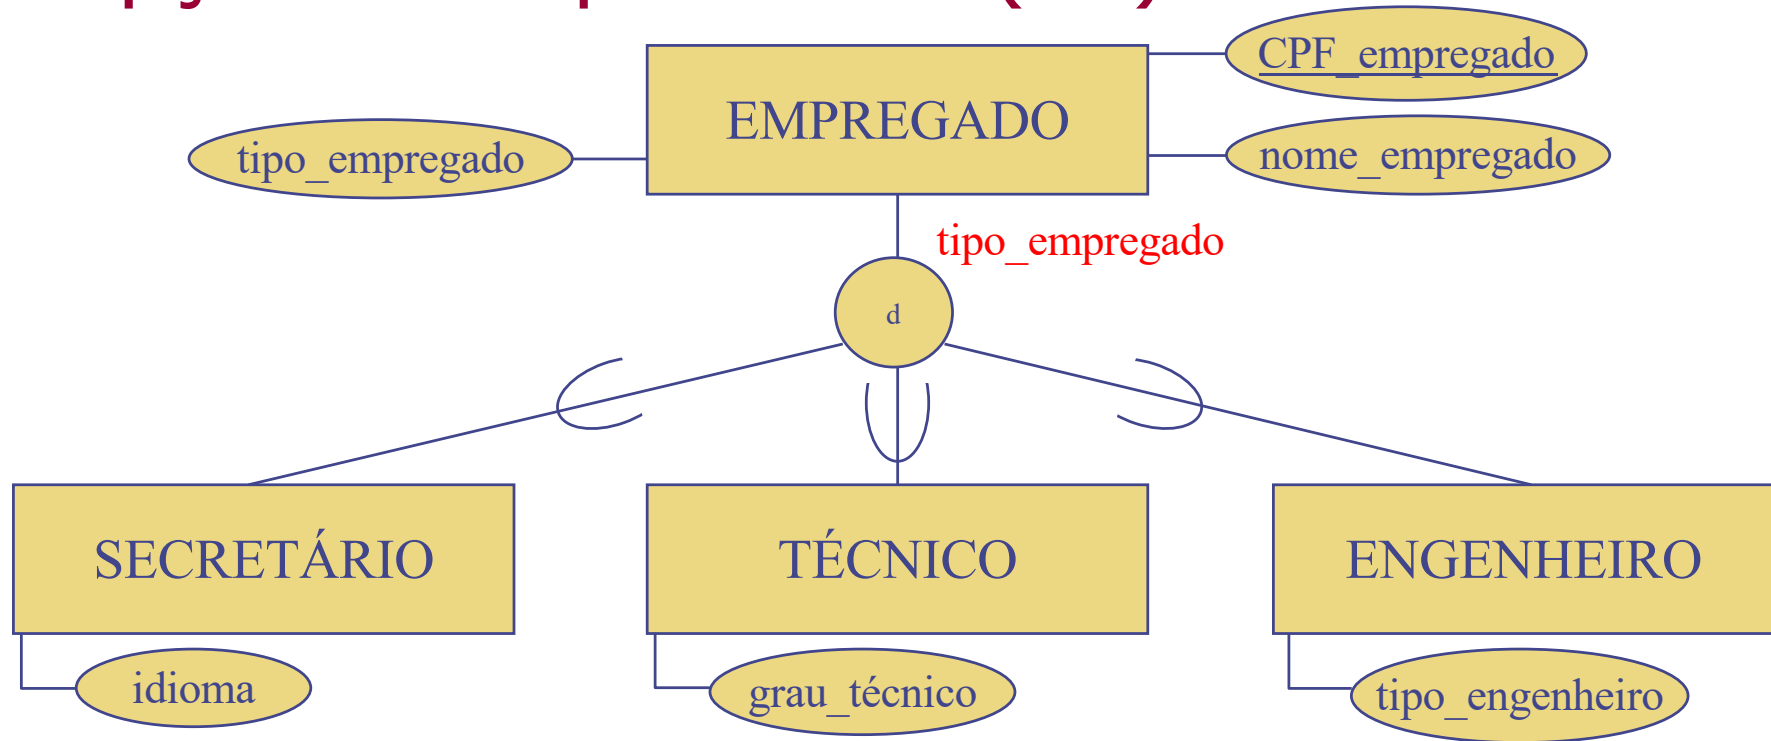 CPF_empregado
EMPREGADO
tipo_empregado
nome_empregado
tipo_empregado
d
SECRETÁRIO
TÉCNICO
ENGENHEIRO
idioma
grau_técnico
tipo_engenheiro